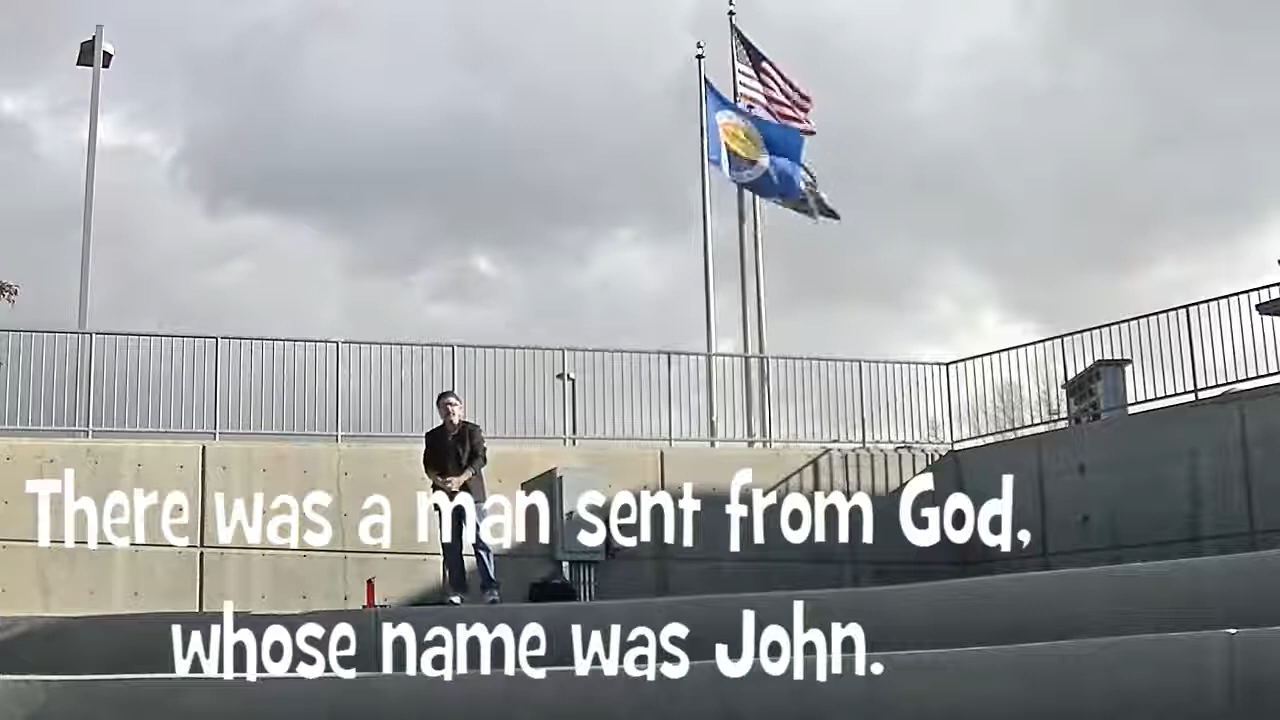 There was a man sent from God,
whose name was John.